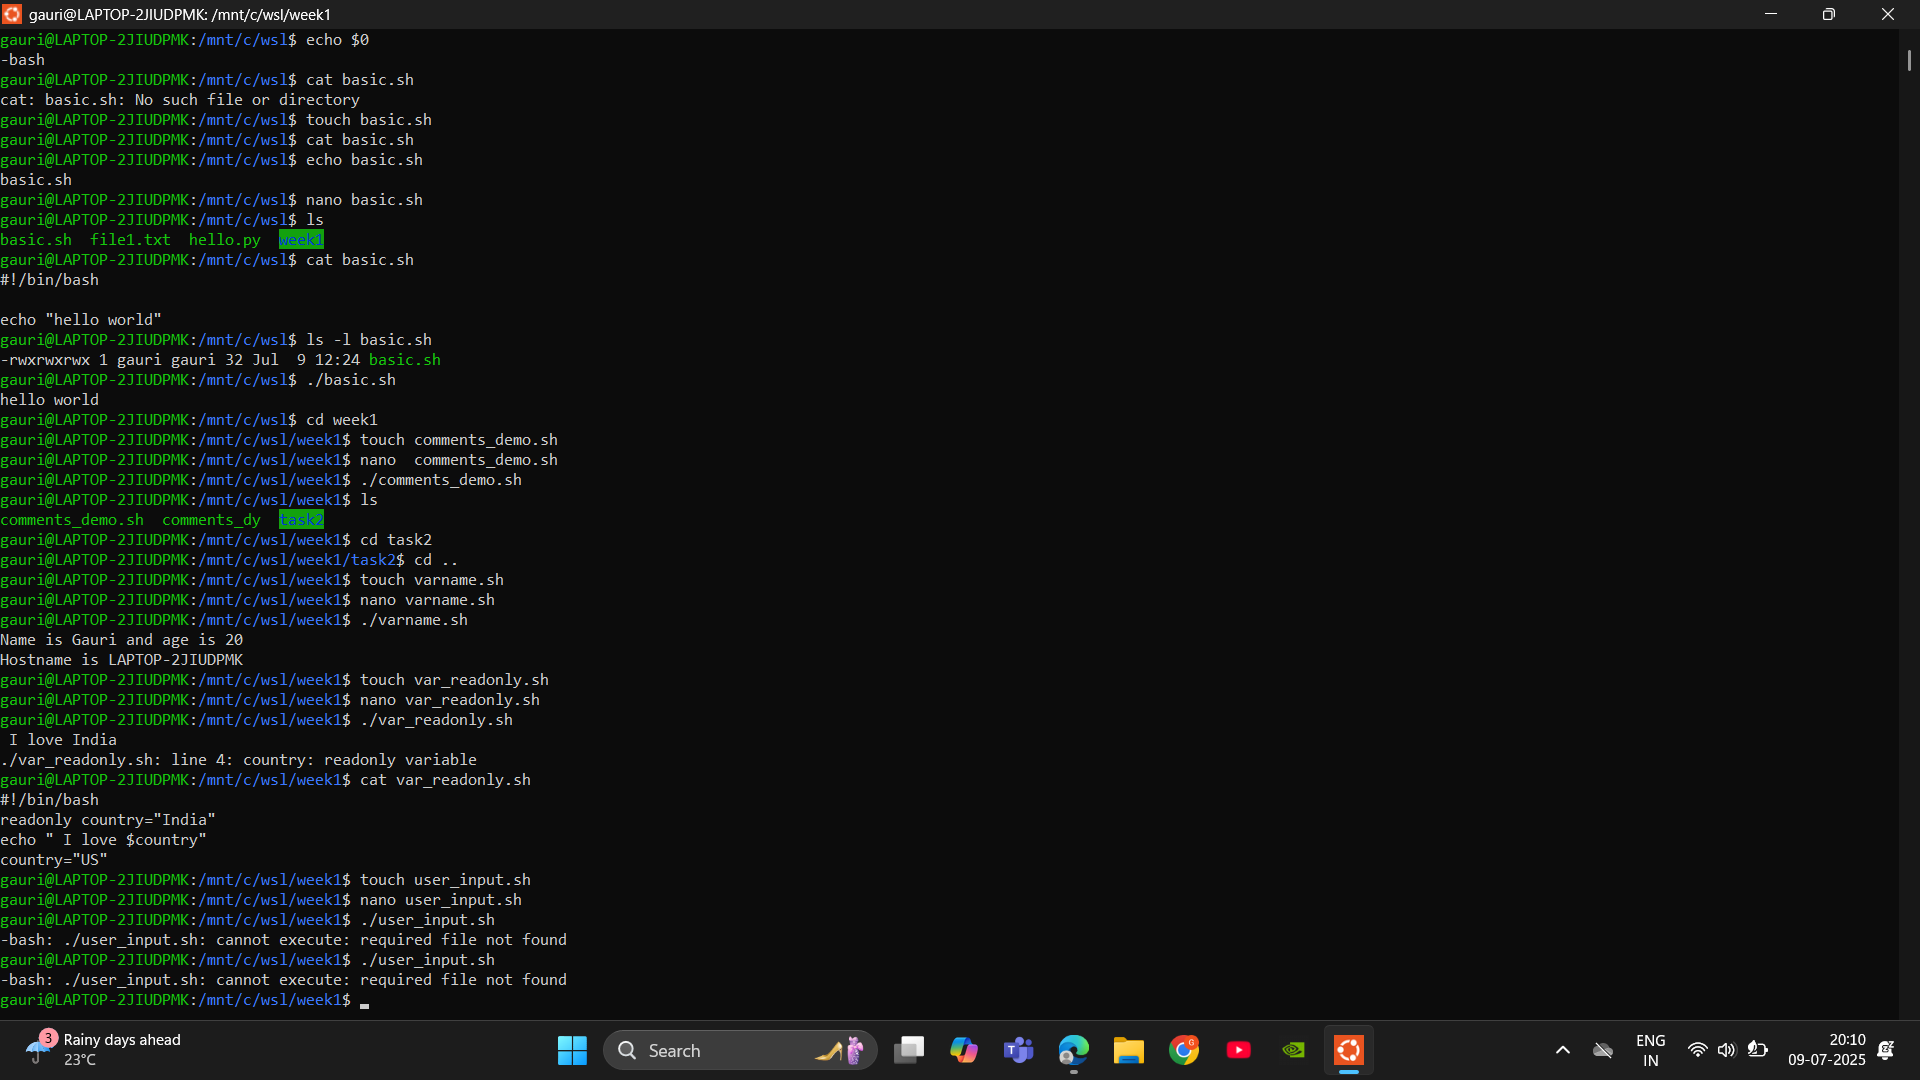 gauri@LAPTOP-2JIUDPMK: /mnt/c/wsl/week1
gauri@LAPTOP-2JIUDPMK:/mnt/c/wsl$ echo $0
-bash
gauri@LAPTOP-2JIUDPMK:/mnt/c/wsl$ cat basic.sh
cat: basic.sh: No such file or directory
gauri@LAPTOP-2JIUDPMK:/mnt/c/wsl$ touch basic.sh
gauri@LAPTOP-2JIUDPMK:/mnt/c/wsl$ cat basic.sh
gauri@LAPTOP-2JIUDPMK:/mnt/c/wsl$ echo basic.sh
basic.sh
gauri@LAPTOP-2JIUDPMK:/mnt/c/wsl$ nano basic.sh
gauri@LAPTOP-2JIUDPMK:/mnt/c/wsl$ ls
basic.sh  file1.txt  hello.py  week1
gauri@LAPTOP-2JIUDPMK:/mnt/c/wsl$ cat basic.sh
#!/bin/bash
echo "hello world"
gauri@LAPTOP-2JIUDPMK:/mnt/c/wsl$ ls -l basic.sh
-rwxrwxrwx 1 gauri gauri 32 Jul  9 12:24 basic.sh
gauri@LAPTOP-2JIUDPMK:/mnt/c/wsl$ ./basic.sh
hello world
gauri@LAPTOP-2JIUDPMK:/mnt/c/wsl$ cd week1
gauri@LAPTOP-2JIUDPMK:/mnt/c/wsl/week1$ touch comments_demo.sh
gauri@LAPTOP-2JIUDPMK:/mnt/c/wsl/week1$ nano  comments_demo.sh
gauri@LAPTOP-2JIUDPMK:/mnt/c/wsl/week1$ ./comments_demo.sh
gauri@LAPTOP-2JIUDPMK:/mnt/c/wsl/week1$ ls
comments_demo.sh  comments_dy  task2
gauri@LAPTOP-2JIUDPMK:/mnt/c/wsl/week1$ cd task2
gauri@LAPTOP-2JIUDPMK:/mnt/c/wsl/week1/task2$ cd ..
gauri@LAPTOP-2JIUDPMK:/mnt/c/wsl/week1$ touch varname.sh
gauri@LAPTOP-2JIUDPMK:/mnt/c/wsl/week1$ nano varname.sh
gauri@LAPTOP-2JIUDPMK:/mnt/c/wsl/week1$ ./varname.sh
Name is Gauri and age is 20
Hostname is LAPTOP-2JIUDPMK
gauri@LAPTOP-2JIUDPMK:/mnt/c/wsl/week1$ touch var_readonly.sh
gauri@LAPTOP-2JIUDPMK:/mnt/c/wsl/week1$ nano var_readonly.sh
gauri@LAPTOP-2JIUDPMK:/mnt/c/wsl/week1$ ./var_readonly.sh
 I love India
./var_readonly.sh: line 4: country: readonly variable
gauri@LAPTOP-2JIUDPMK:/mnt/c/wsl/week1$ cat var_readonly.sh
#!/bin/bash
readonly country="India"
echo " I love $country"
country="US"
gauri@LAPTOP-2JIUDPMK:/mnt/c/wsl/week1$ touch user_input.sh
gauri@LAPTOP-2JIUDPMK:/mnt/c/wsl/week1$ nano user_input.sh
gauri@LAPTOP-2JIUDPMK:/mnt/c/wsl/week1$ ./user_input.sh
-bash: ./user_input.sh: cannot execute: required file not found
gauri@LAPTOP-2JIUDPMK:/mnt/c/wsl/week1$ ./user_input.sh
-bash: ./user_input.sh: cannot execute: required file not found
gauri@LAPTOP-2JIUDPMK:/mnt/c/wsl/week1$
3
Rainy days ahead
23°C
Search
ENG
IN
20:10
09-07-2025